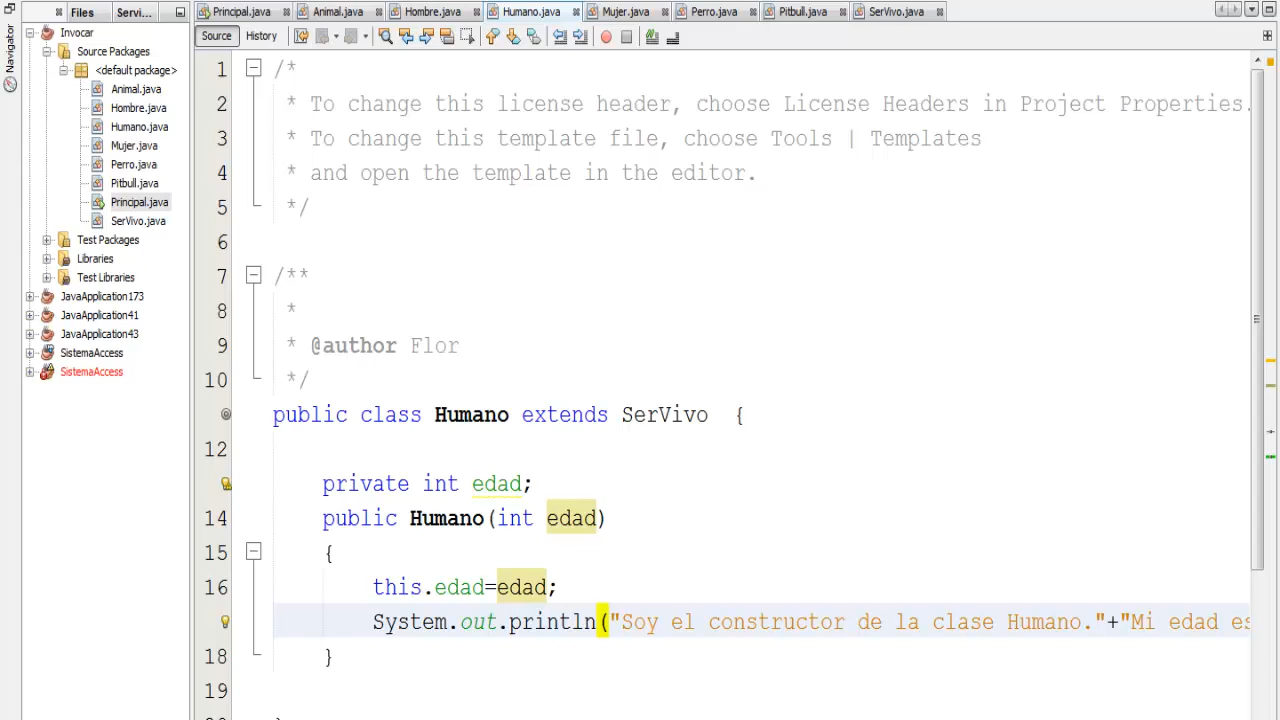 Files
Servi...
Principal.java
Animal.java
Hombre.java
Humano.java
Mujer.java
Perro.java
Pitbull.java
SerVivo.java
Navigator
Source
History
Invocar
Source Packages
<default package>
Animal.java
Hombre.java
Humano.java
Mujer.java
Perro.java
Pitbull.java
Principal.java
SerVivo.java
Test Packages
Libraries
Test Libraries
JavaApplication173
JavaApplication41
JavaApplication43
SistemaAccess
SistemaAccess
1 /*
2 * To change this license header, choose License Headers in Project Properties.
3 * To change this template file, choose Tools | Templates
4 * and open the template in the editor.
5 */
6
7 /**
8 *
9 * @author Flor
10 */
public class Humano extends SerVivo {
12
private int edad;
14 public Humano(int edad)
15 {
16 this.edad=edad;
System.out.println("Soy el constructor de la clase Humano."+"Mi edad es
18 }
19